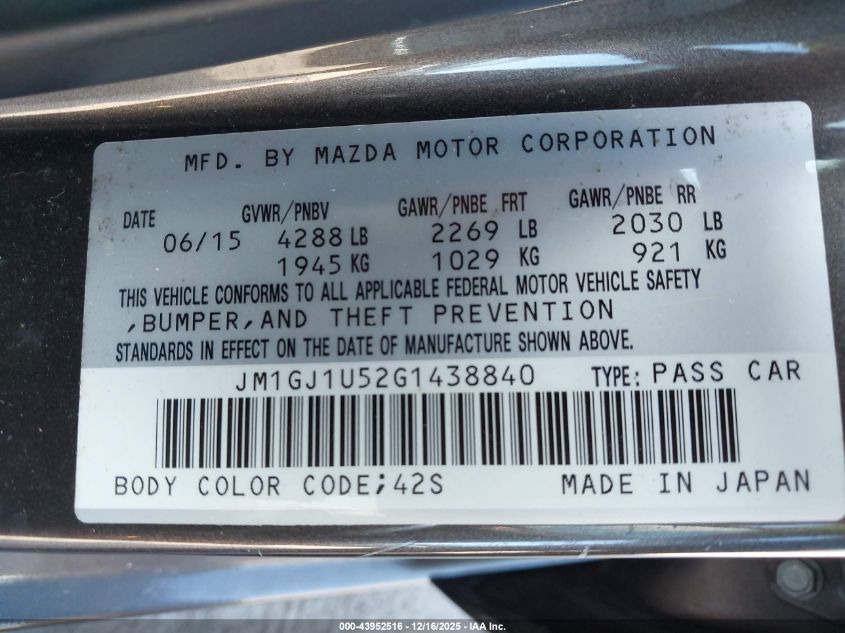 MFD. BY MAZDA MOTOR CORPORATION
DATE GVWR/PNBV GAWR/PNBE FRT GAWR/PNBE RR
06/15 4288 LB 2269 LB 2030 LB
1945 KG 1029 KG 921 KG
THIS VEHICLE CONFORMS TO ALL APPLICABLE FEDERAL MOTOR VEHICLE SAFETY
,BUMPER,AND THEFT PREVENTION
STANDARDS IN EFFECT ON THE DATE OF MANUFACTURE SHOWN ABOVE.
JM1GJ1U52G1438840 TYPE: PASS CAR
BODY COLOR CODE;42S MADE IN JAPAN
000-43952516 - 12/16/2025 - IAA, Inc.